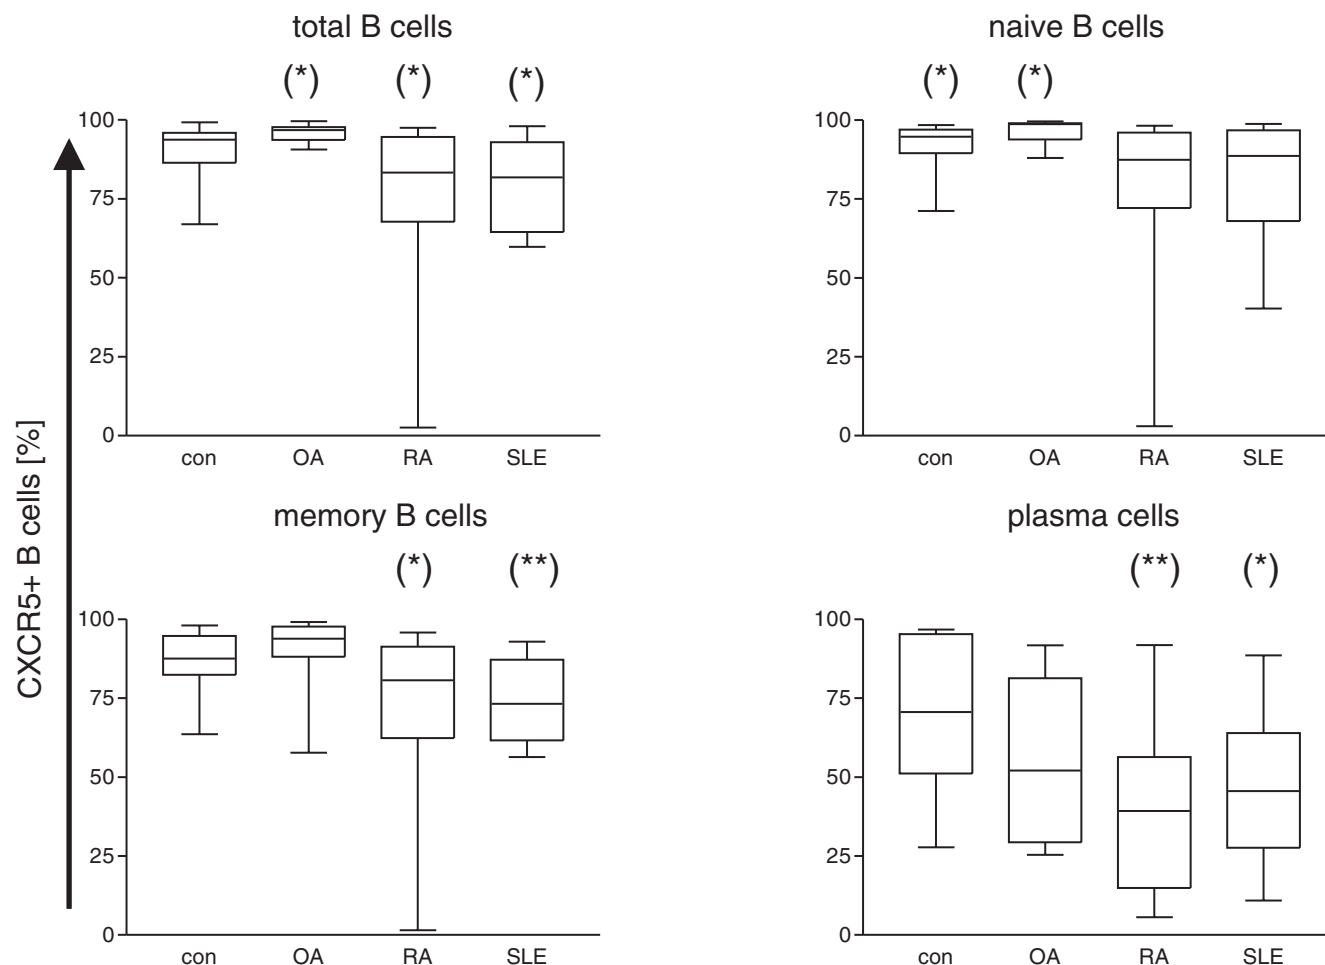 total B cells
(*) (*) (*)
100
75
50
25
0
con OA RA SLE
naive B cells
(*) (*)
100
75
50
25
0
con OA RA SLE
CXCR5+ B cells [%]
memory B cells
(*) (**)
100
75
50
25
0
con OA RA SLE
plasma cells
(**) (*)
100
75
50
25
0
con OA RA SLE